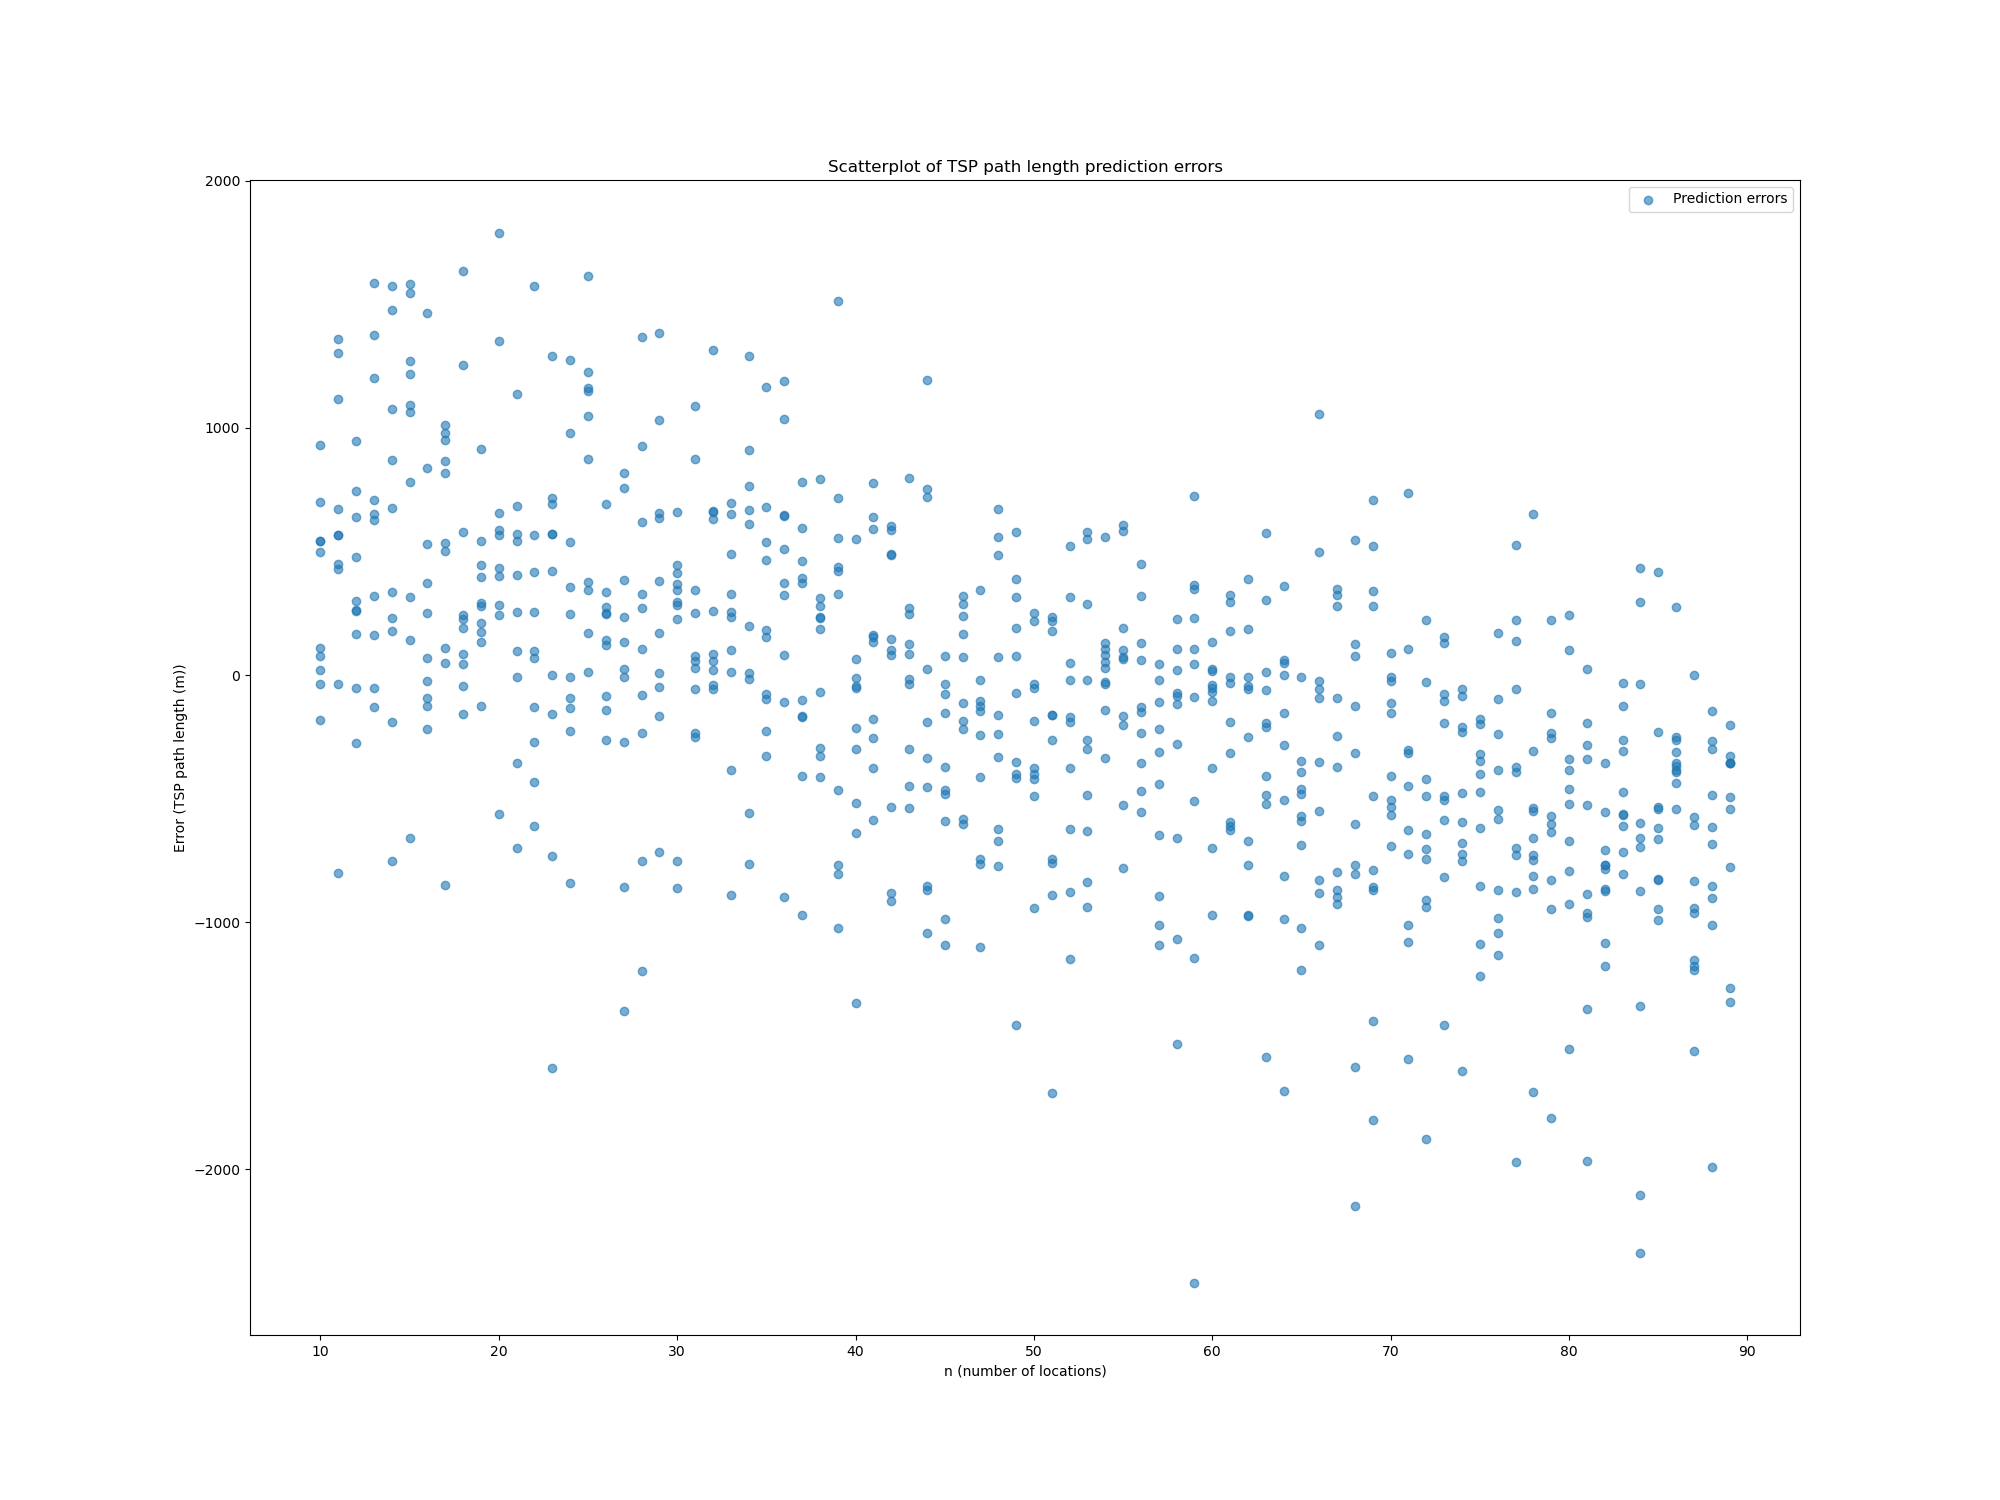 Scatterplot of TSP path length prediction errors
Prediction errors
2000
1000
0
−1000
−2000
Error (TSP path length (m))
10 20 30 40 50 60 70 80 90
n (number of locations)